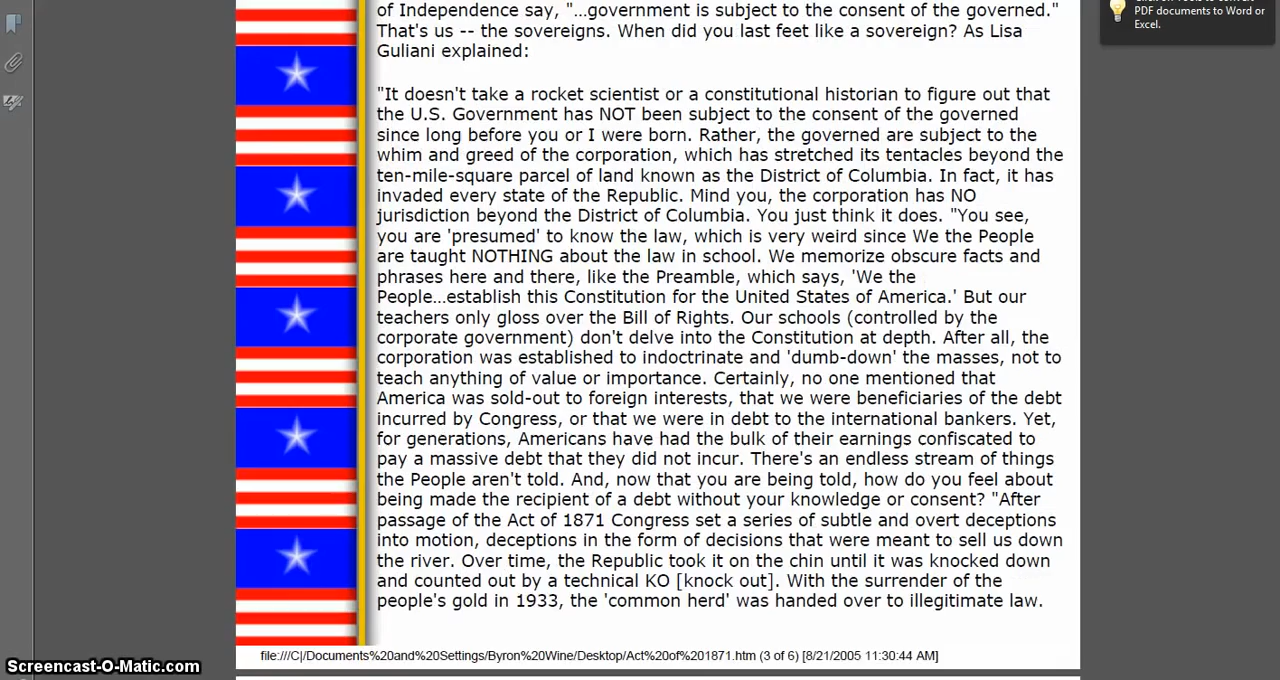 of Independence say, "...government is subject to the consent of the governed."
That's us -- the sovereigns. When did you last feet like a sovereign? As Lisa
Guliani explained:
"It doesn't take a rocket scientist or a constitutional historian to figure out that
the U.S. Government has NOT been subject to the consent of the governed
since long before you or I were born. Rather, the governed are subject to the
whim and greed of the corporation, which has stretched its tentacles beyond the
ten-mile-square parcel of land known as the District of Columbia. In fact, it has
invaded every state of the Republic. Mind you, the corporation has NO
jurisdiction beyond the District of Columbia. You just think it does. "You see,
you are 'presumed' to know the law, which is very weird since We the People
are taught NOTHING about the law in school. We memorize obscure facts and
phrases here and there, like the Preamble, which says, 'We the
People...establish this Constitution for the United States of America.' But our
teachers only gloss over the Bill of Rights. Our schools (controlled by the
corporate government) don't delve into the Constitution at depth. After all, the
corporation was established to indoctrinate and 'dumb-down' the masses, not to
teach anything of value or importance. Certainly, no one mentioned that
America was sold-out to foreign interests, that we were beneficiaries of the debt
incurred by Congress, or that we were in debt to the international bankers. Yet,
for generations, Americans have had the bulk of their earnings confiscated to
pay a massive debt that they did not incur. There's an endless stream of things
the People aren't told. And, now that you are being told, how do you feel about
being made the recipient of a debt without your knowledge or consent? "After
passage of the Act of 1871 Congress set a series of subtle and overt deceptions
into motion, deceptions in the form of decisions that were meant to sell us down
the river. Over time, the Republic took it on the chin until it was knocked down
and counted out by a technical KO [knock out]. With the surrender of the
people's gold in 1933, the 'common herd' was handed over to illegitimate law.
file:///C|/Documents%20and%20Settings/Byron%20Wine/Desktop/Act%20of%201871.htm (3 of 6) [8/21/2005 11:30:44 AM]
PDF documents to Word or
Excel.
Screencast-O-Matic.com